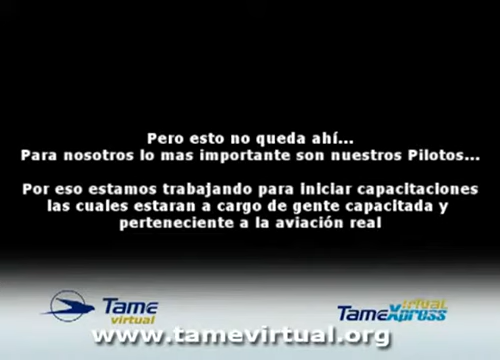 Pero esto no queda ahí...
Para nosotros lo mas importante son nuestros Pilotos...
Por eso estamos trabajando para iniciar capacitaciones
las cuales estaran a cargo de gente capacitada y
perteneciente a la aviación real
Tame
virtual
virtual
TameXpress
www.tamevirtual.org